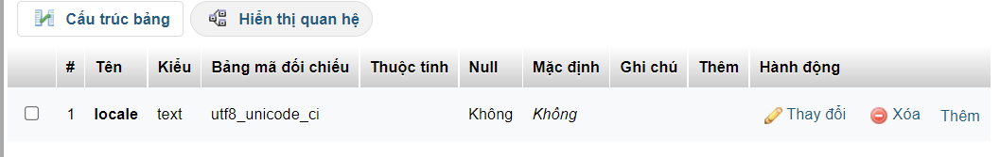 Cấu trúc bảng Hiển thị quan hệ
# Tên Kiểu Bảng mã đối chiếu Thuộc tính Null Mặc định Ghi chú Thêm Hành động
1 locale text utf8_unicode_ci Không Không Thay đổi Xóa Thêm